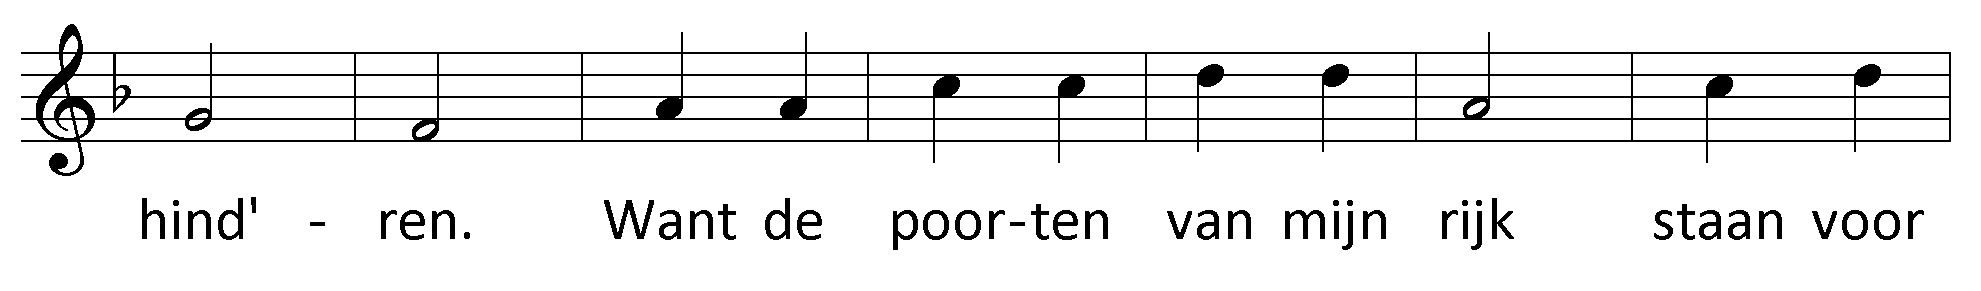 hind' - ren. Want de poor-ten van mijn rijk staan voor